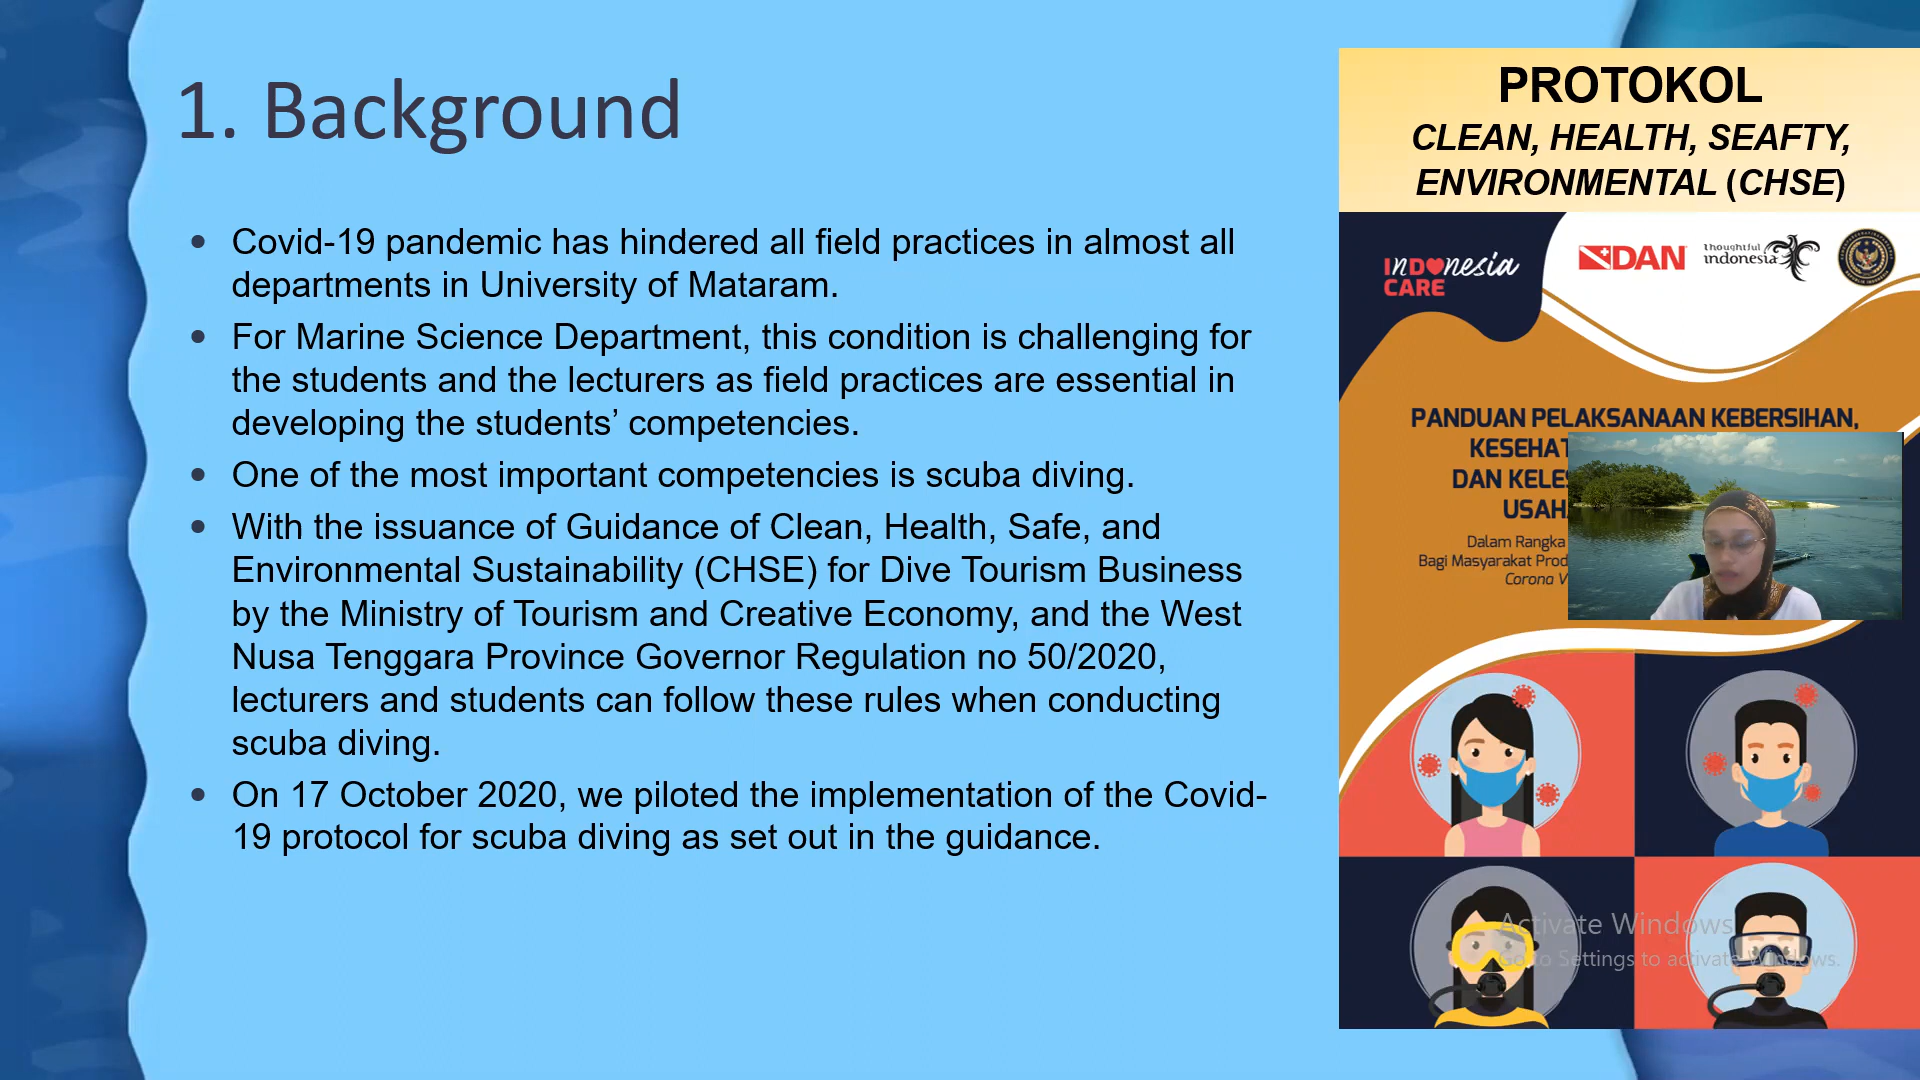 1. Background
Covid-19 pandemic has hindered all field practices in almost all
departments in University of Mataram.
For Marine Science Department, this condition is challenging for
the students and the lecturers as field practices are essential in
developing the students’ competencies.
One of the most important competencies is scuba diving.
With the issuance of Guidance of Clean, Health, Safe, and
Environmental Sustainability (CHSE) for Dive Tourism Business
by the Ministry of Tourism and Creative Economy, and the West
Nusa Tenggara Province Governor Regulation no 50/2020,
lecturers and students can follow these rules when conducting
scuba diving.
On 17 October 2020, we piloted the implementation of the Covid-
19 protocol for scuba diving as set out in the guidance.
PROTOKOL
CLEAN, HEALTH, SEAFTY,
ENVIRONMENTAL (CHSE)
INDONesia
CARE
DAN
Thoughtful
indonesia
PANDUAN PELAKSANAAN KEBERSIHAN,
DAN
Dalam Rangka
Bagi Masyarakat
Corona
Activate Windows
Go to Settings to activate Windows.